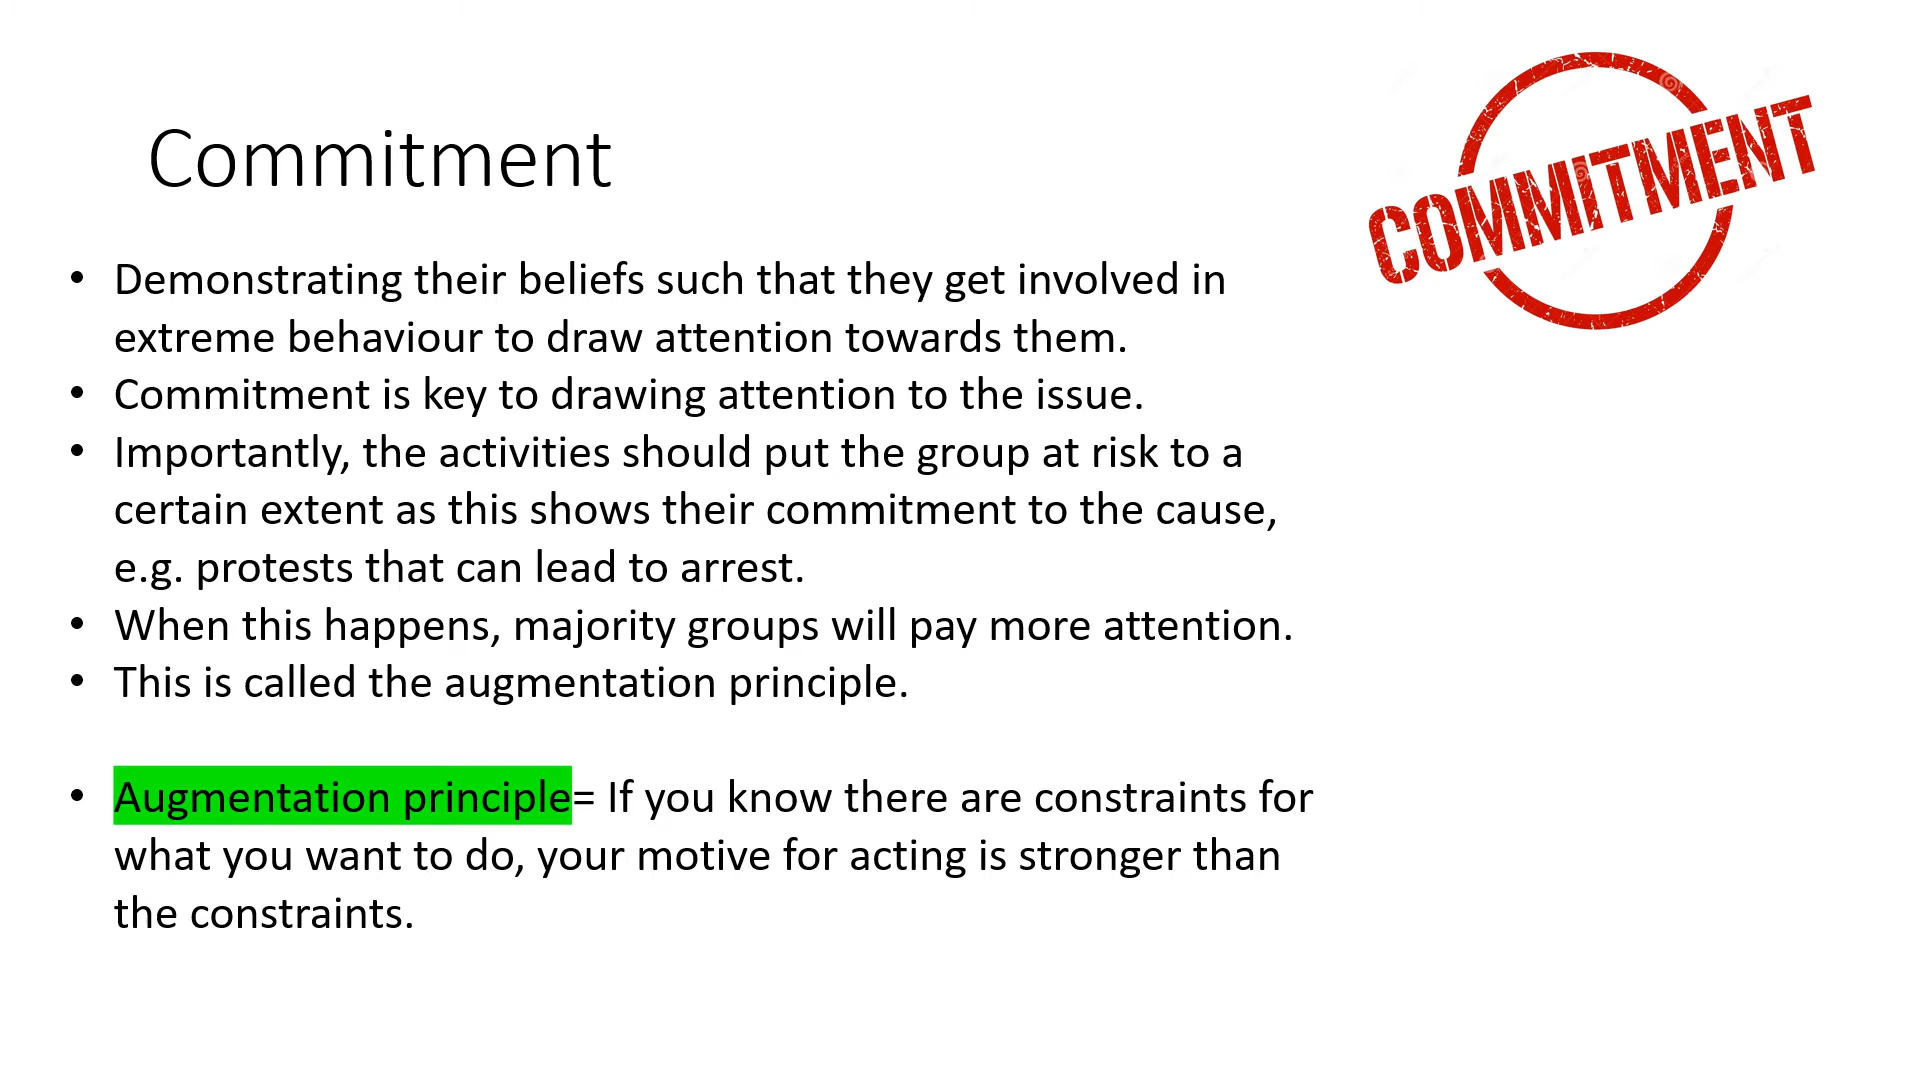 Commitment
COMMITMENT
• Demonstrating their beliefs such that they get involved in
extreme behaviour to draw attention towards them.
• Commitment is key to drawing attention to the issue.
• Importantly, the activities should put the group at risk to a
certain extent as this shows their commitment to the cause,
e.g. protests that can lead to arrest.
• When this happens, majority groups will pay more attention.
• This is called the augmentation principle.
• Augmentation principle= If you know there are constraints for
what you want to do, your motive for acting is stronger than
the constraints.